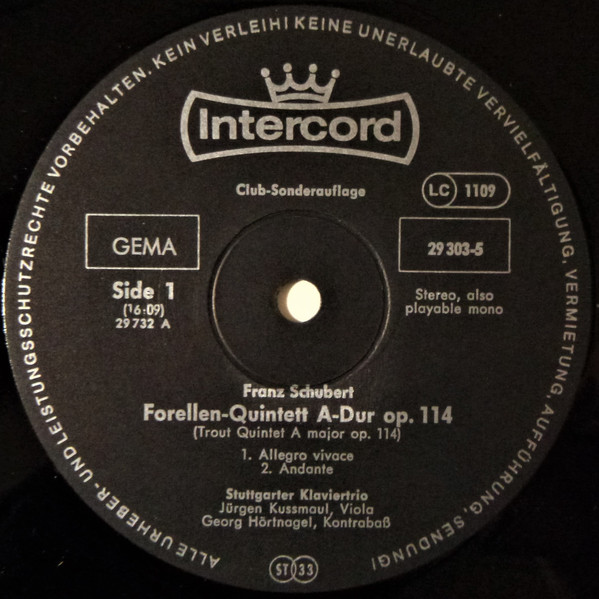 ALLE URHEBER- UND LEISTUNGSSCHUTZRECHTE VORBEHALTEN. KEIN VERLEIH! KEINE UNERLAUBTE VERVIELFÄLTIGUNG, VERMIETUNG, AUFFÜHRUNG, SENDUNG!
Intercord
Club-Sonderauflage
LC 1109
GEMA
29 303-5
Side 1
(16:09)
29 732 A
Stereo, also
playable mono
Franz Schubert
Forellen-Quintett A-Dur op. 114
(Trout Quintet A major op. 114)
1. Allegro vivace
2. Andante
Stuttgarter Klaviertrio
Jürgen Kussmaul, Viola
Georg Hörtnagel, Kontrabaß
ST 33